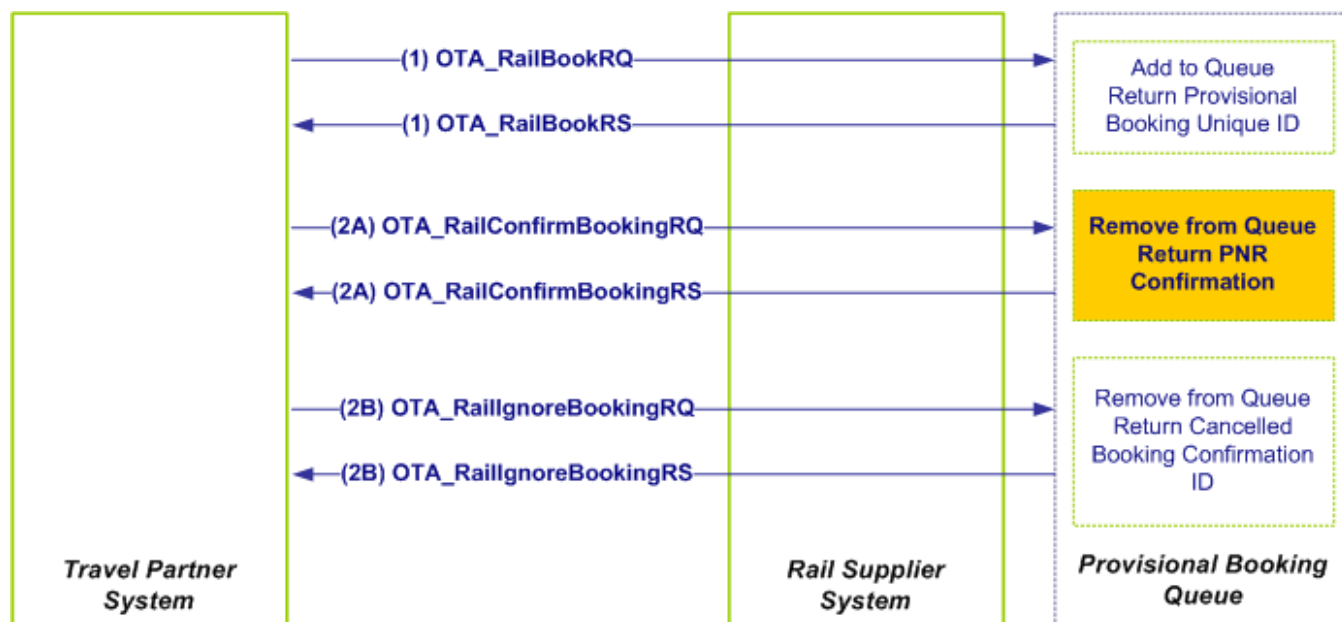 (1) OTA_RailBookRQ
Add to Queue
Return Provisional
Booking Unique ID
(1) OTA_RailBookRS
(2A) OTA_RailConfirmBookingRQ
Remove from Queue
Return PNR
Confirmation
(2A) OTA_RailConfirmBookingRS
(2B) OTA_RailIgnoreBookingRQ
Remove from Queue
Return Cancelled
Booking Confirmation
ID
(2B) OTA_RailIgnoreBookingRS
Travel Partner
System
Rail Supplier
System
Provisional Booking
Queue